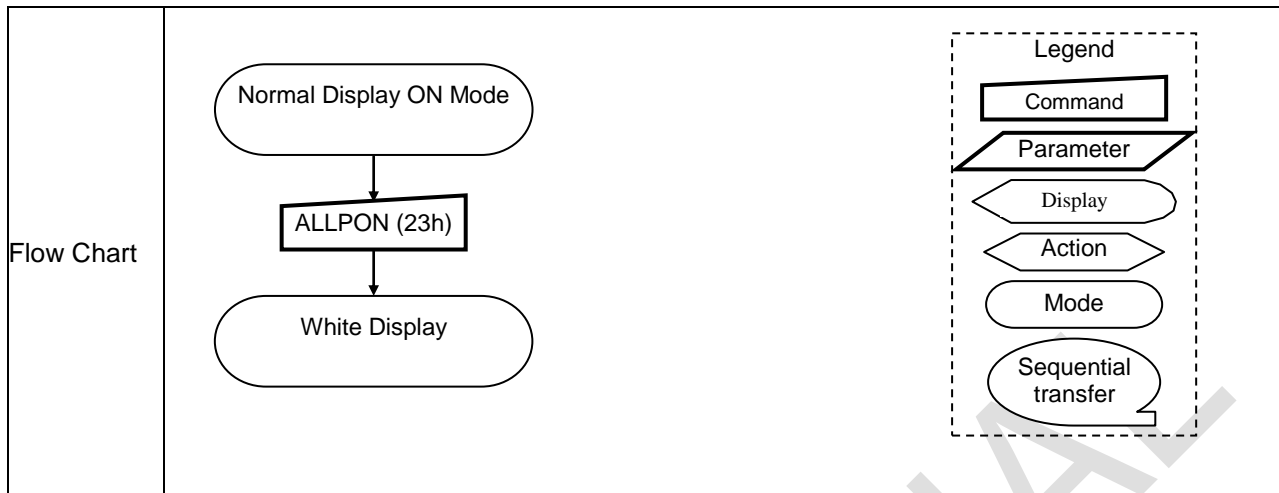 Flow Chart
Normal Display ON Mode
ALLPON (23h)
White Display
Legend
Command
Parameter
Display
Action
Mode
Sequential
transfer